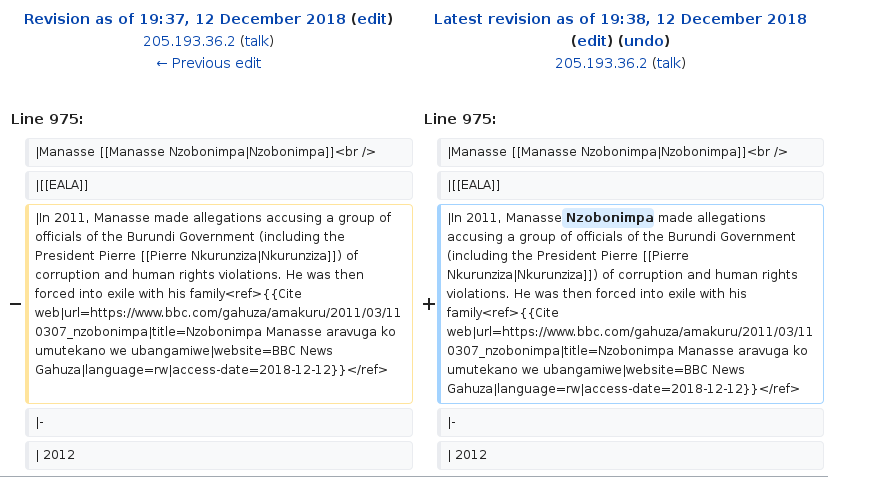 Revision as of 19:37, 12 December 2018 (edit)
205.193.36.2 (talk)
← Previous edit
Latest revision as of 19:38, 12 December 2018
(edit) (undo)
205.193.36.2 (talk)
Line 975:
Line 975:
|Manasse [[Manasse Nzobonimpa|Nzobonimpa]]<br />
|Manasse [[Manasse Nzobonimpa|Nzobonimpa]]<br />
|[[EALA]]
|[[EALA]]
−
|In 2011, Manasse made allegations accusing a group of
officials of the Burundi Government (including the
President Pierre [[Pierre Nkurunziza|Nkurunziza]]) of
corruption and human rights violations. He was then
forced into exile with his family<ref>{{Cite
web|url=https://www.bbc.com/gahuza/amakuru/2011/03/11
0307_nzobonimpa|title=Nzobonimpa Manasse aravuga ko
umutekano we ubangamiwe|website=BBC News
Gahuza|language=rw|access-date=2018-12-12}}</ref>
+
|In 2011, Manasse Nzobonimpa made allegations
accusing a group of officials of the Burundi Government
(including the President Pierre [[Pierre
Nkurunziza|Nkurunziza]]) of corruption and human rights
violations. He was then forced into exile with his
family<ref>{{Cite
web|url=https://www.bbc.com/gahuza/amakuru/2011/03/11
0307_nzobonimpa|title=Nzobonimpa Manasse aravuga ko
umutekano we ubangamiwe|website=BBC News
Gahuza|language=rw|access-date=2018-12-12}}</ref>
|-
|-
| 2012
| 2012